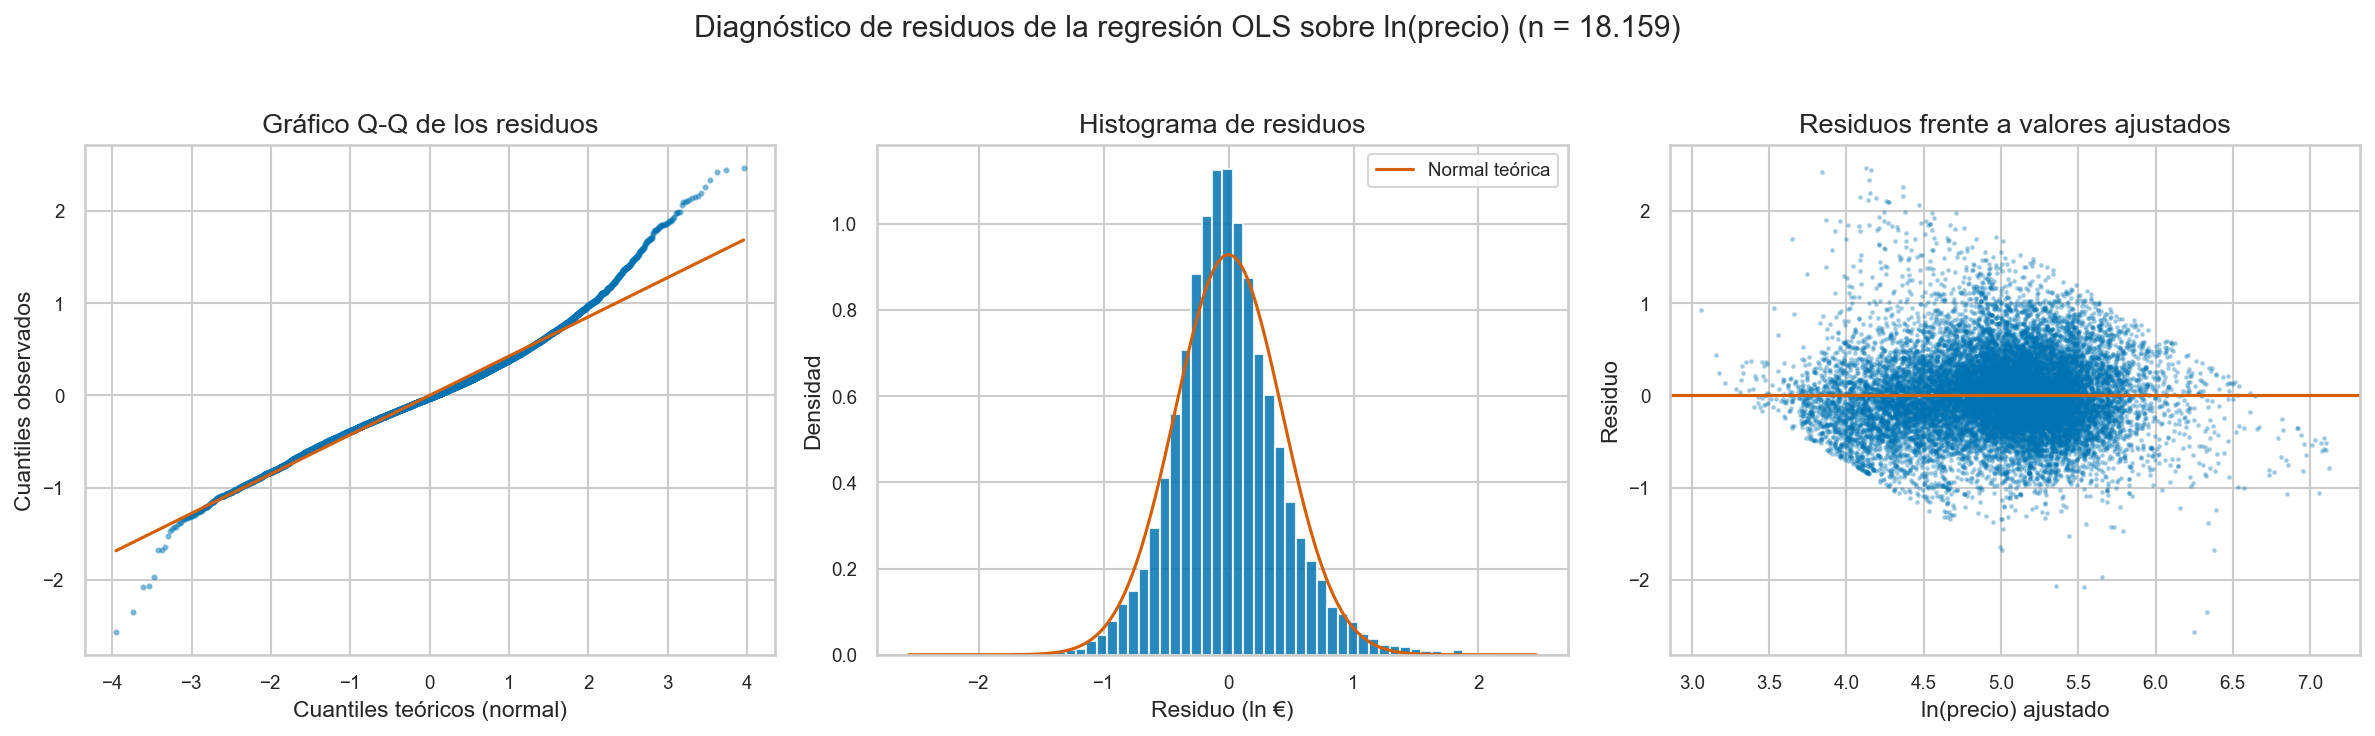 Diagnóstico de residuos de la regresión OLS sobre ln(precio) (n = 18.159)
Gráfico Q-Q de los residuos
Cuantiles observados
2
1
0
−1
−2
−4 −3 −2 −1 0 1 2 3 4
Cuantiles teóricos (normal)
Histograma de residuos
Normal teórica
Densidad
1.0
0.8
0.6
0.4
0.2
0.0
−2 −1 0 1 2
Residuo (ln €)
Residuos frente a valores ajustados
Residuo
2
1
0
−1
−2
3.0 3.5 4.0 4.5 5.0 5.5 6.0 6.5 7.0
ln(precio) ajustado